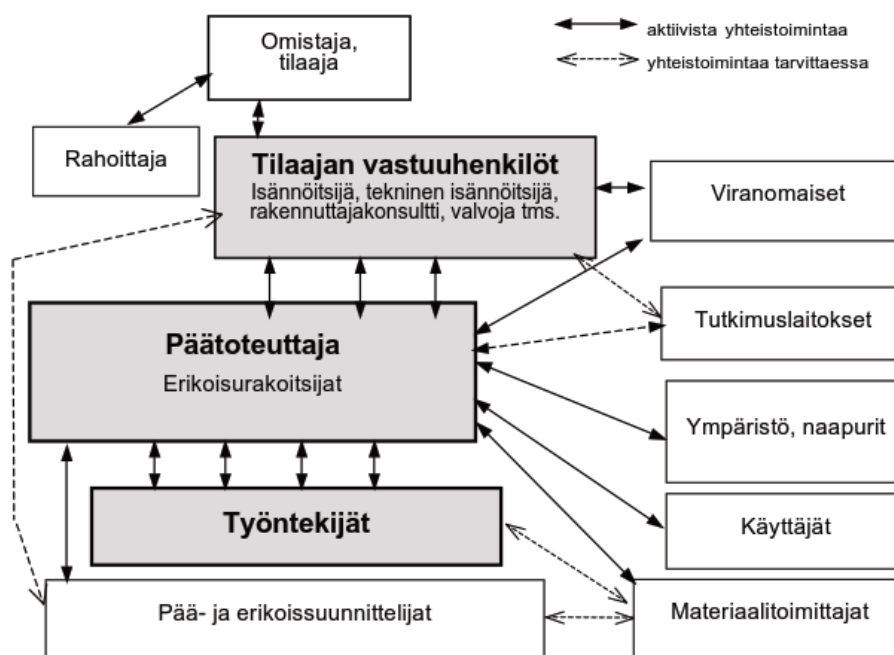 Omistaja,
tilaaja
aktiivista yhteistoimintaa
yhteistoimintaa tarvittaessa
Rahoittaja
Tilaajan vastuuhenkilöt
Isännöitsijä, tekninen isännöitsijä,
rakennuttajakonsultti, valvoja tms.
Viranomaiset
Päätoteuttaja
Erikoisurakoitsijat
Tutkimuslaitokset
Ympäristö, naapurit
Työntekijät
Käyttäjät
Pää- ja erikoissuunnittelijat
Materiaalitoimittajat